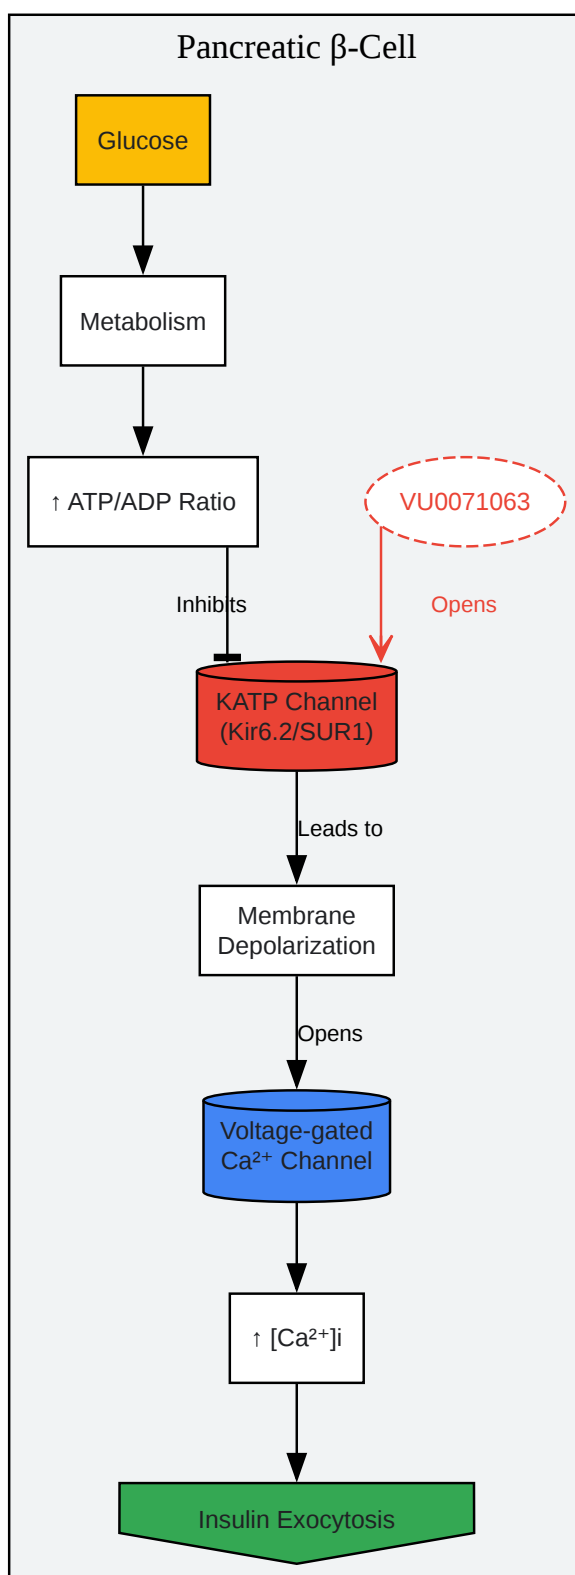 Pancreatic β-Cell
Glucose
Metabolism
↑ ATP/ADP Ratio
VU0071063
Inhibits
Opens
KATP Channel
(Kir6.2/SUR1)
Leads to
Membrane
Depolarization
Opens
Voltage-gated
Ca²⁺ Channel
↑ [Ca²⁺]i
Insulin Exocytosis